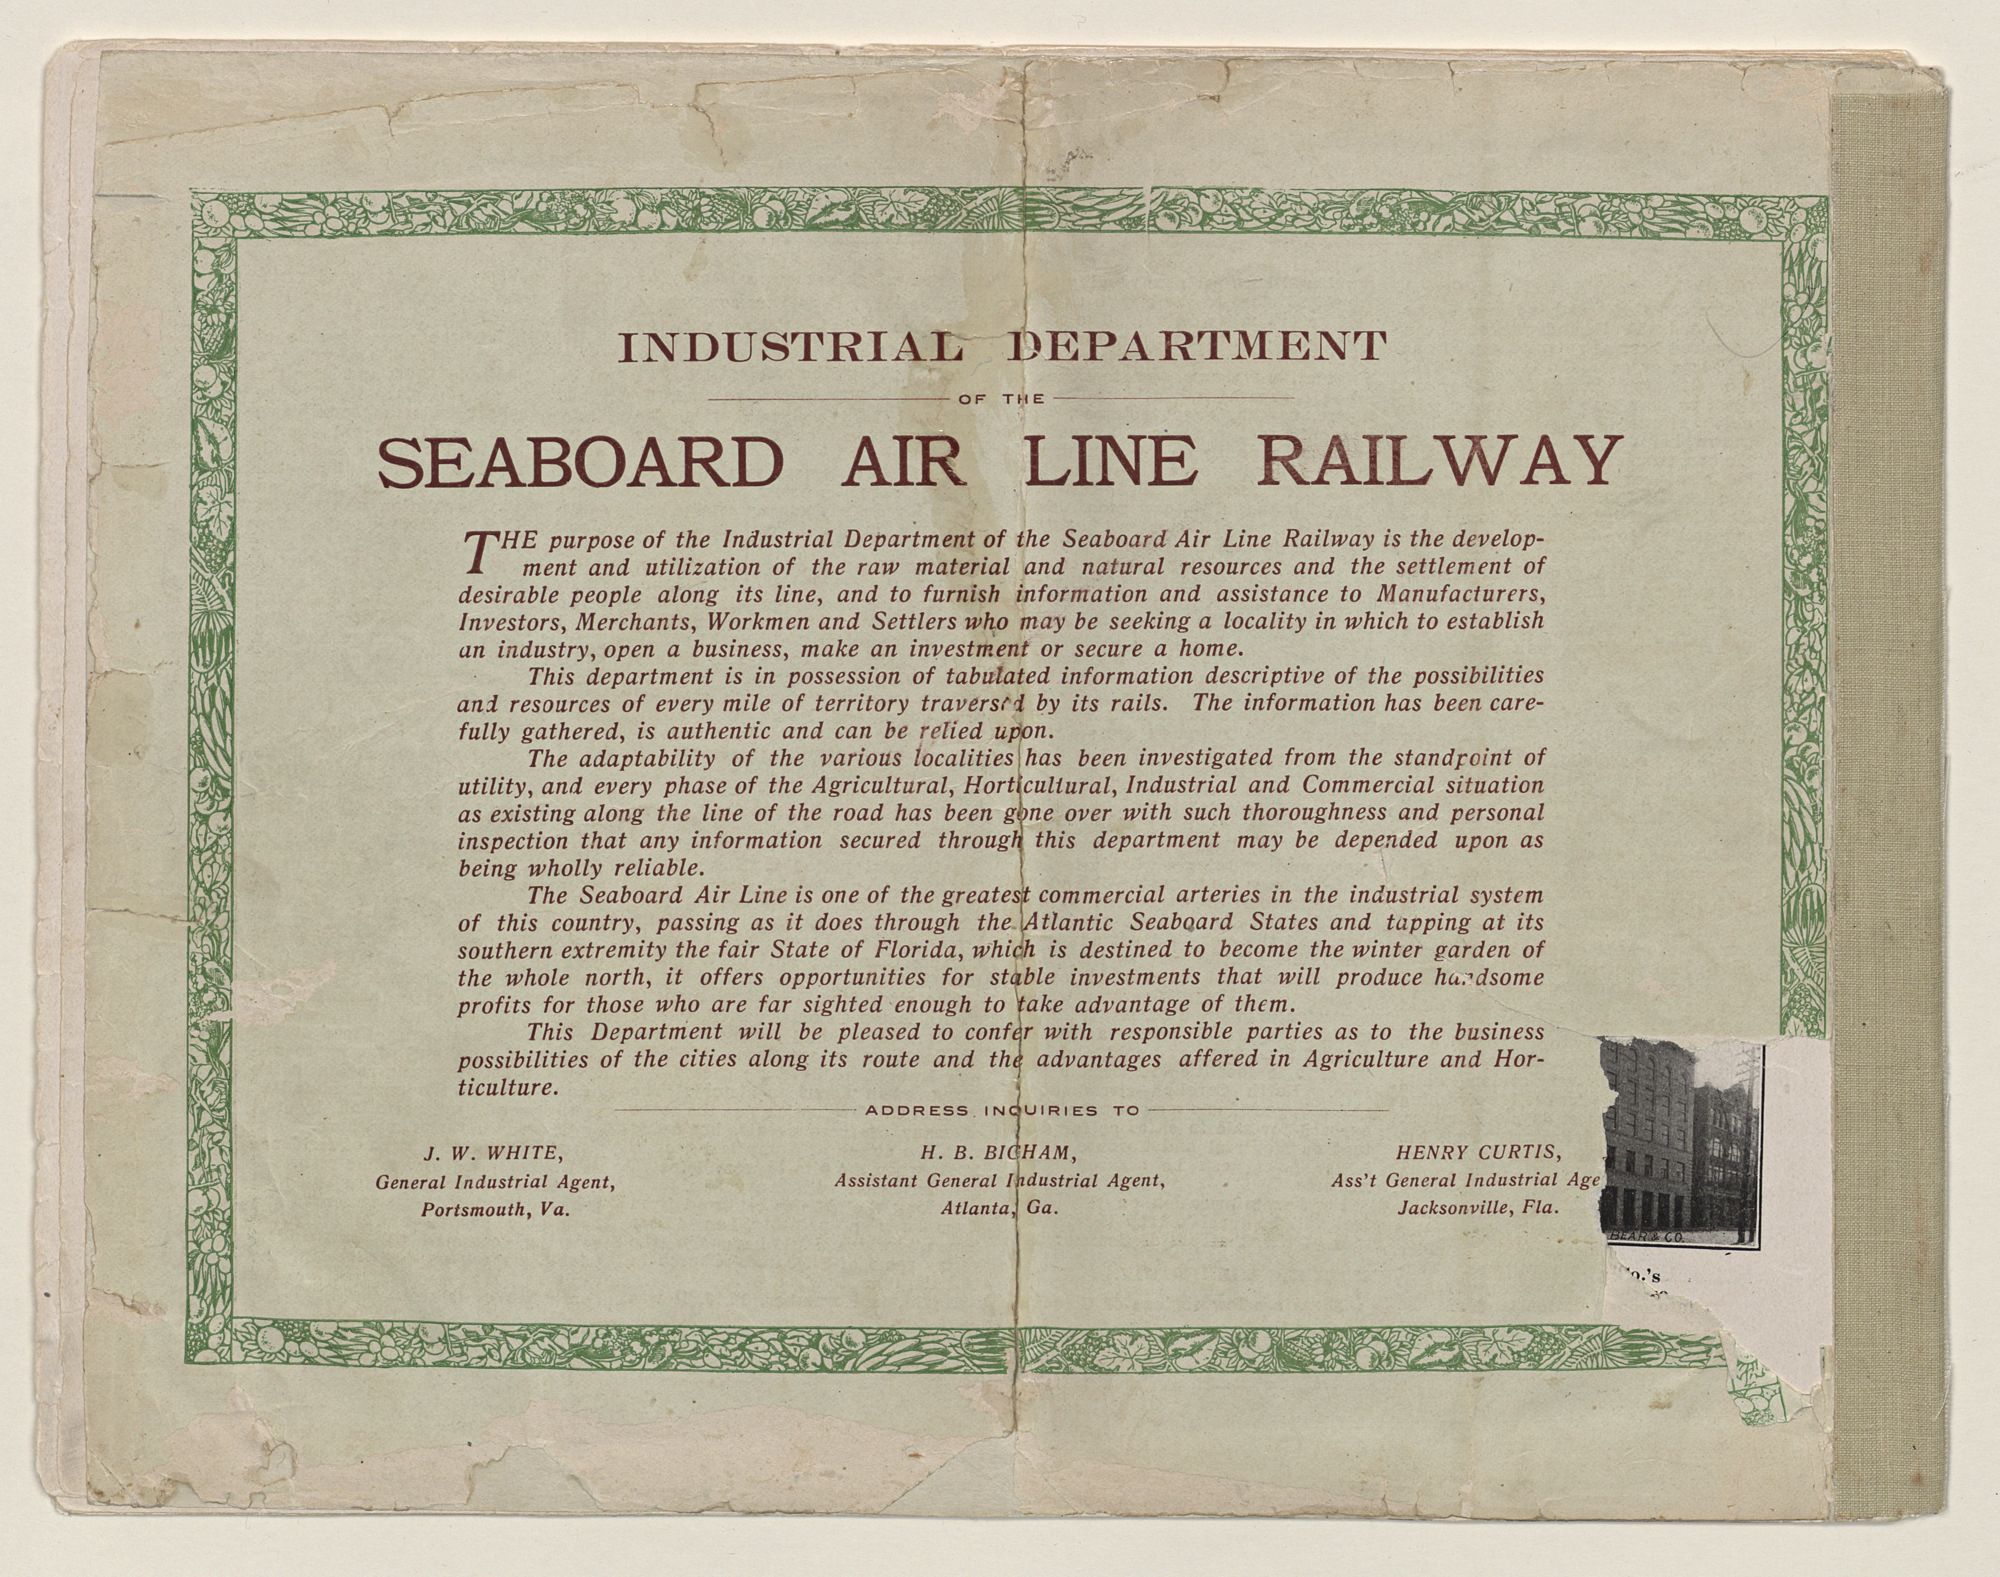 INDUSTRIAL DEPARTMENT
OF THE
SEABOARD AIR LINE RAILWAY
THE purpose of the Industrial Department of the Seaboard Air Line Railway is the develop-
ment and utilization of the raw material and natural resources and the settlement of
desirable people along its line, and to furnish information and assistance to Manufacturers,
Investors, Merchants, Workmen and Settlers who may be seeking a locality in which to establish
an industry, open a business, make an investment or secure a home.
This department is in possession of tabulated information descriptive of the possibilities
and resources of every mile of territory traversed by its rails. The information has been care-
fully gathered, is authentic and can be relied upon.
The adaptability of the various localities has been investigated from the standpoint of
utility, and every phase of the Agricultural, Horticultural, Industrial and Commercial situation
as existing along the line of the road has been gone over with such thoroughness and personal
inspection that any information secured through this department may be depended upon as
being wholly reliable.
The Seaboard Air Line is one of the greatest commercial arteries in the industrial system
of this country, passing as it does through the Atlantic Seaboard States and tapping at its
southern extremity the fair State of Florida, which is destined to become the winter garden of
the whole north, it offers opportunities for stable investments that will produce handsome
profits for those who are far sighted enough to take advantage of them.
This Department will be pleased to confer with responsible parties as to the business
possibilities of the cities along its route and the advantages affered in Agriculture and Hor-
ticulture.
ADDRESS INQUIRIES TO
J. W. WHITE,
General Industrial Agent,
Portsmouth, Va.
H. B. BIGHAM,
Assistant General Industrial Agent,
Atlanta, Ga.
HENRY CURTIS,
Ass't General Industrial Age
Jacksonville, Fla.
BEAR & CO.
o.'s